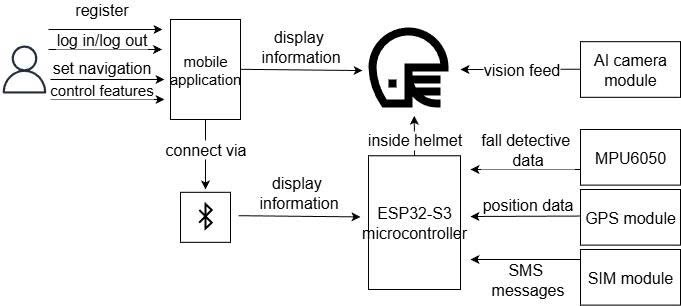 register
log in/log out
set navigation
control features
mobile
application
display
information
vision feed
AI camera
module
connect via
inside helmet
fall detective
data
MPU6050
display
information
ESP32-S3
microcontroller
position data
GPS module
SMS
messages
SIM module